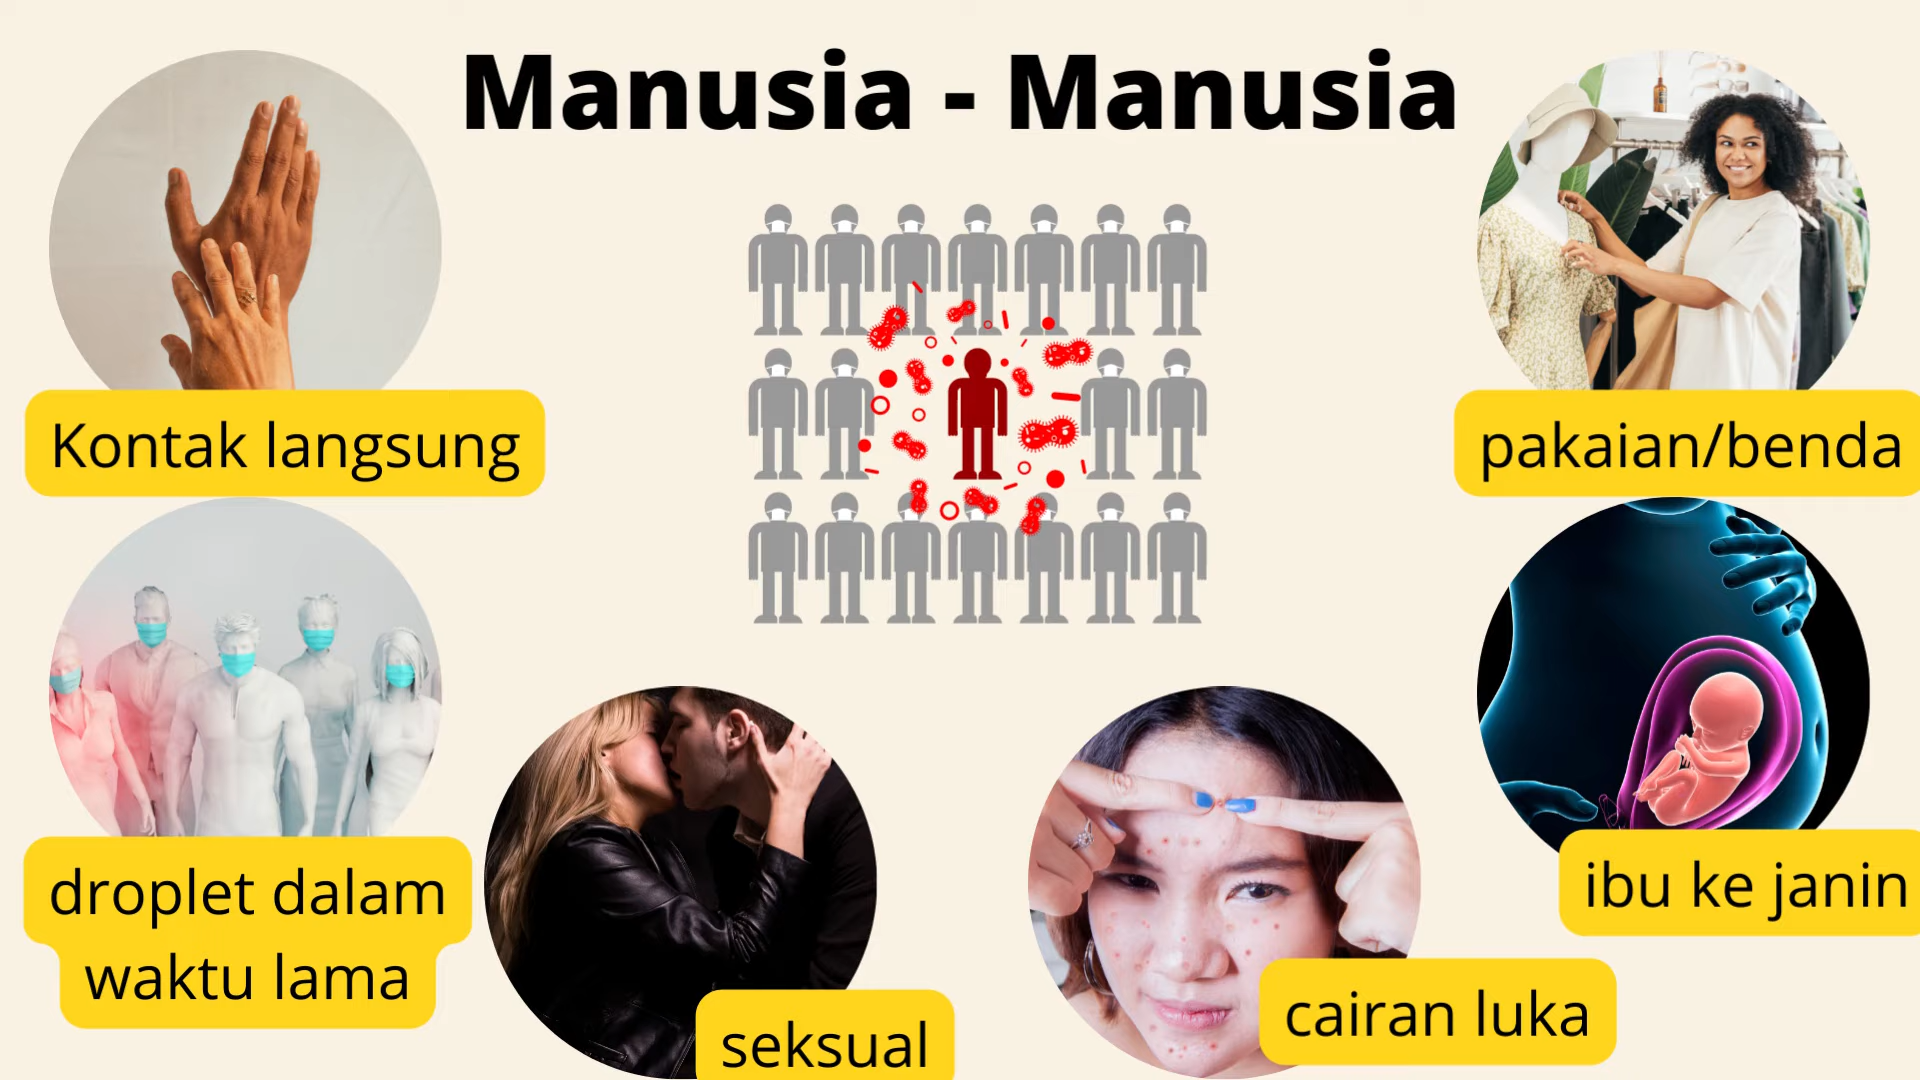 Manusia - Manusia
Kontak langsung
pakaian/benda
droplet dalam
waktu lama
seksual
cairan luka
ibu ke janin